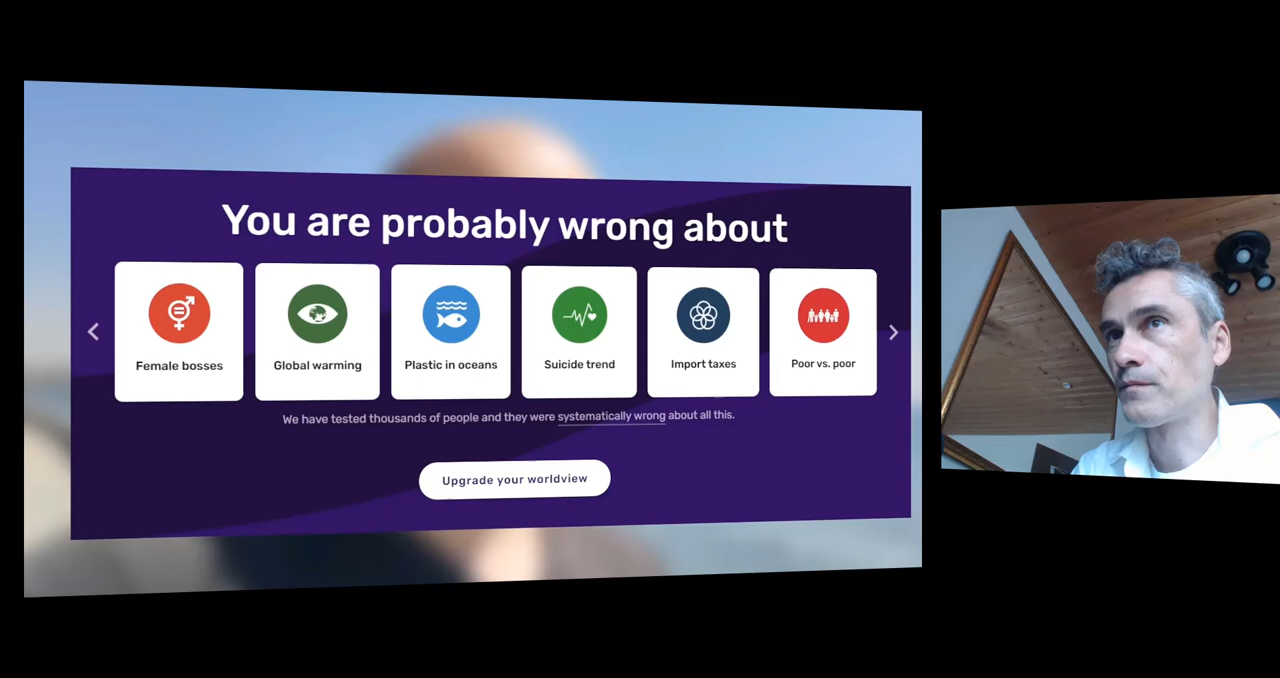 You are probably wrong about
Female bosses
Global warming
Plastic in oceans
Suicide trend
Import taxes
Poor vs. poor
We have tested thousands of people and they were systematically wrong about all this.
Upgrade your worldview